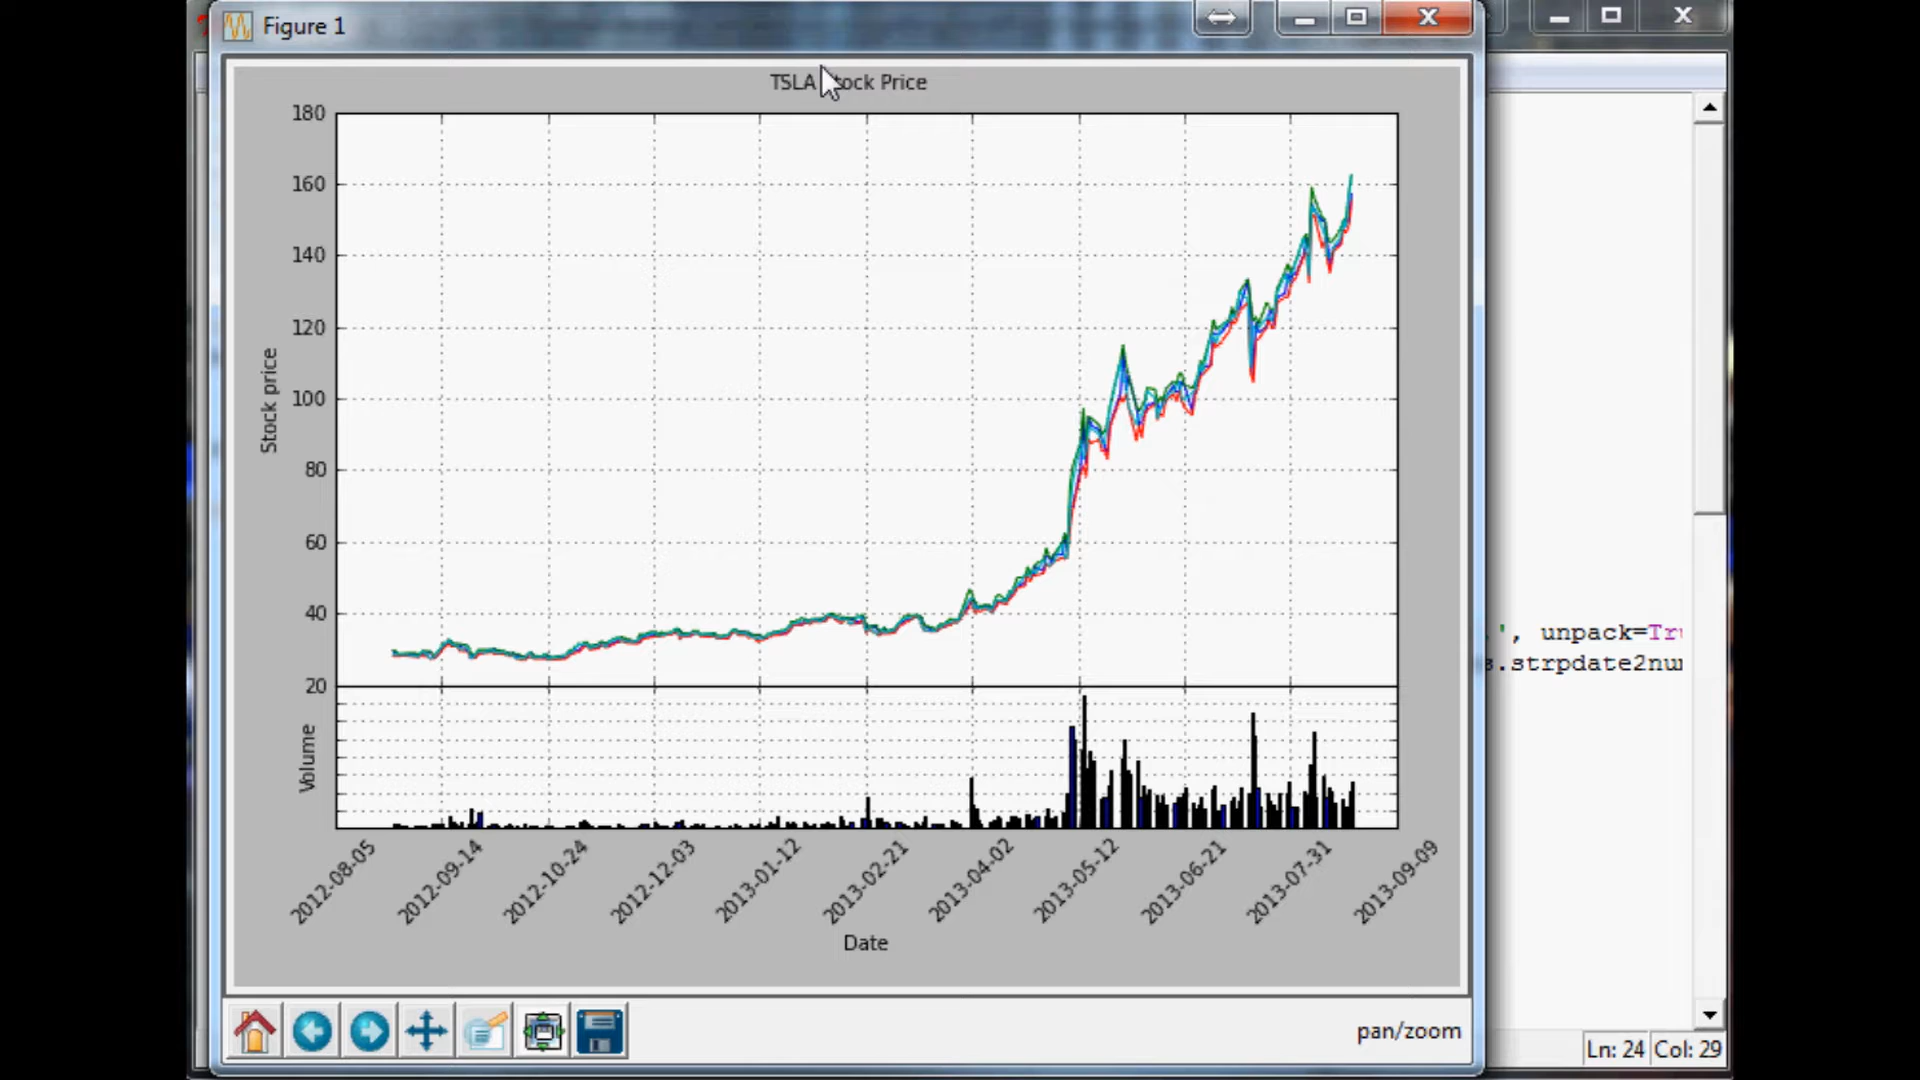 Figure 1
TSLA Stock Price
180
160
140
120
100
80
60
40
20
Stock price
Volume
2012-08-05
2012-09-14
2012-10-24
2012-12-03
2013-01-12
2013-02-21
2013-04-02
2013-05-12
2013-06-21
2013-07-31
2013-09-09
Date
pan/zoom
.', unpack=Tru
s.strpdate2num
Ln: 24 Col: 29